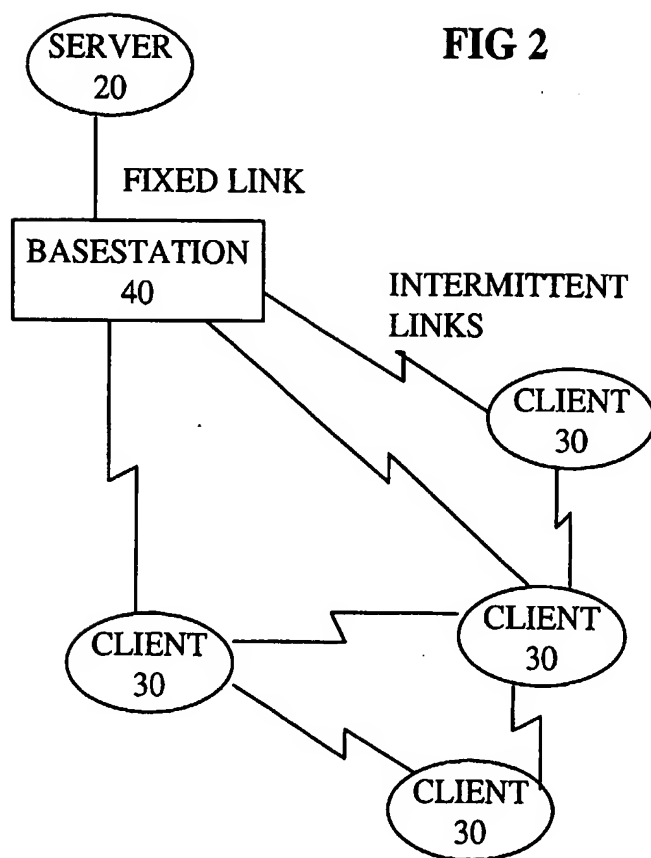 FIG 2
SERVER
20
FIXED LINK
BASESTATION
40
INTERMITTENT
LINKS
CLIENT
30
CLIENT
30
CLIENT
30
CLIENT
30